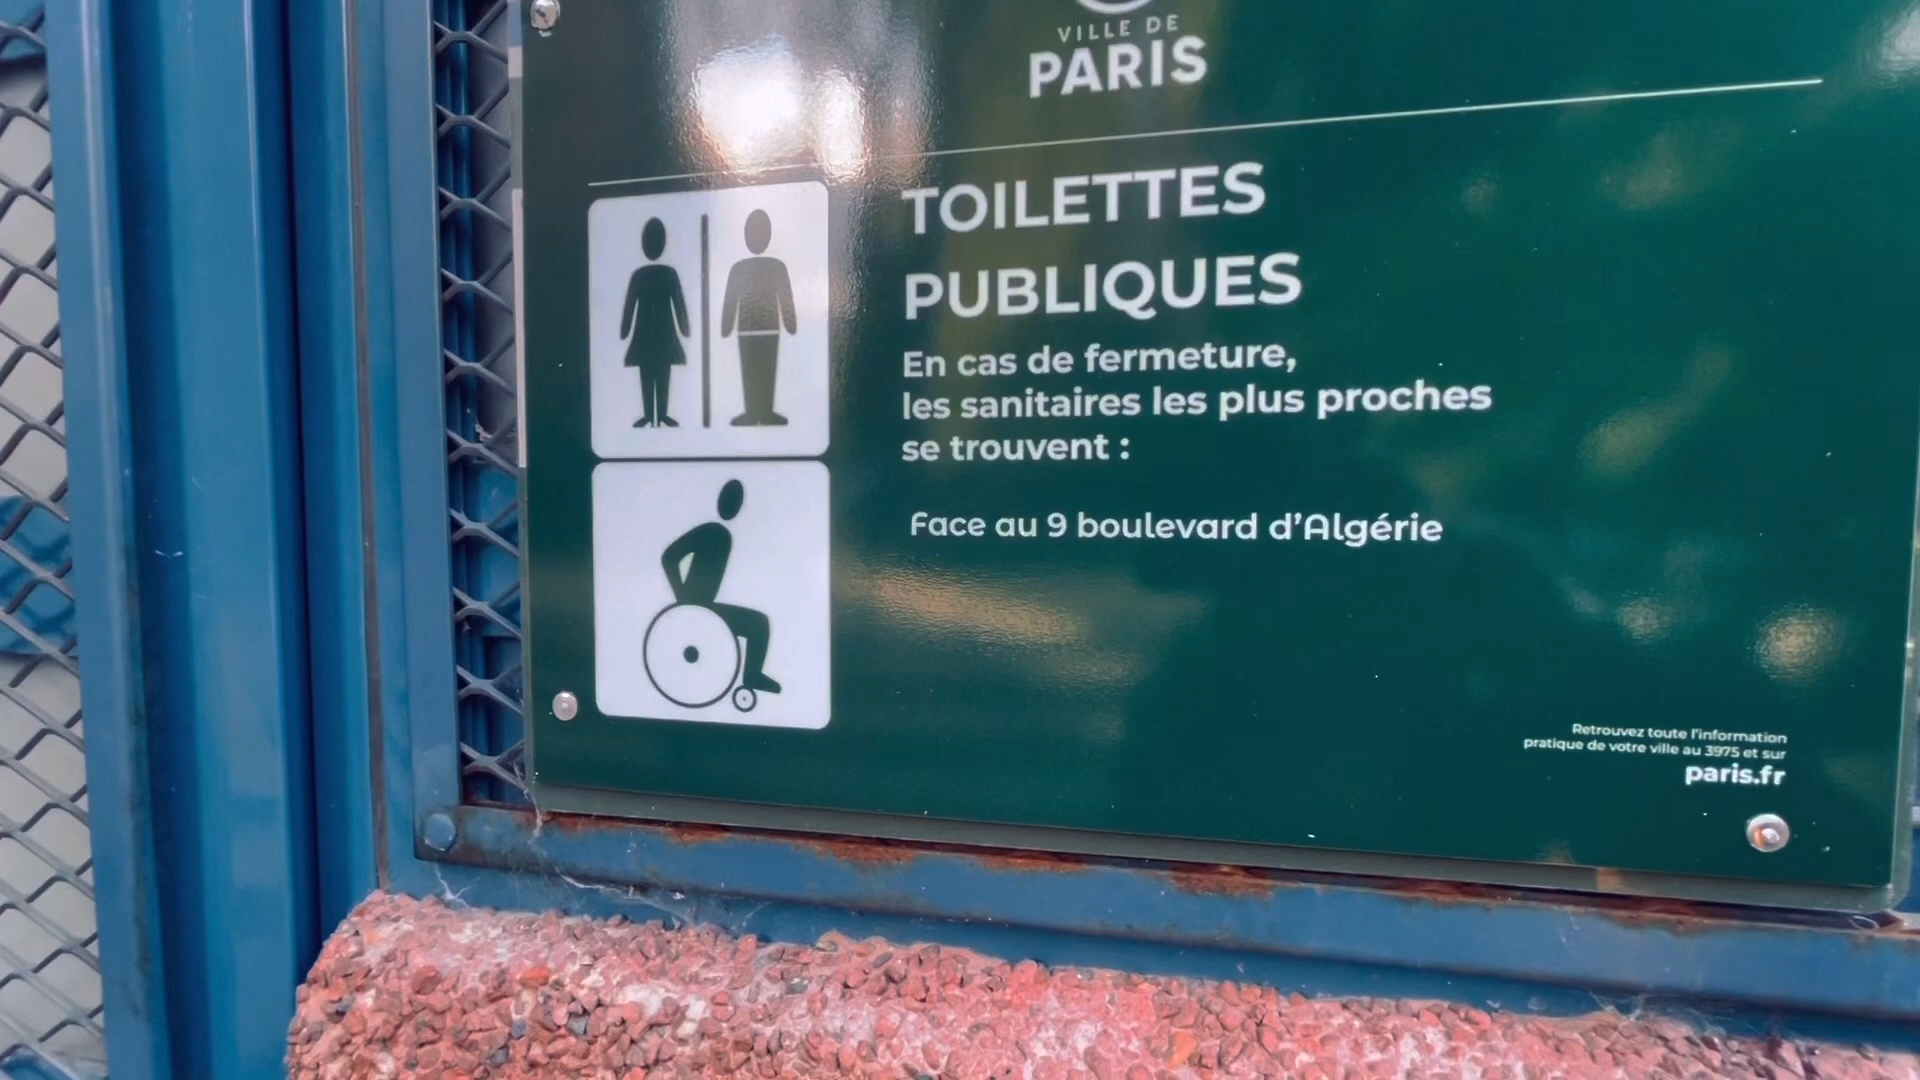 VILLE DE
PARIS
TOILETTES
PUBLIQUES
En cas de fermeture,
les sanitaires les plus proches
se trouvent :
Face au 9 boulevard d’Algérie
Retrouvez toute l’information
pratique de votre ville au 3975 et sur
paris.fr